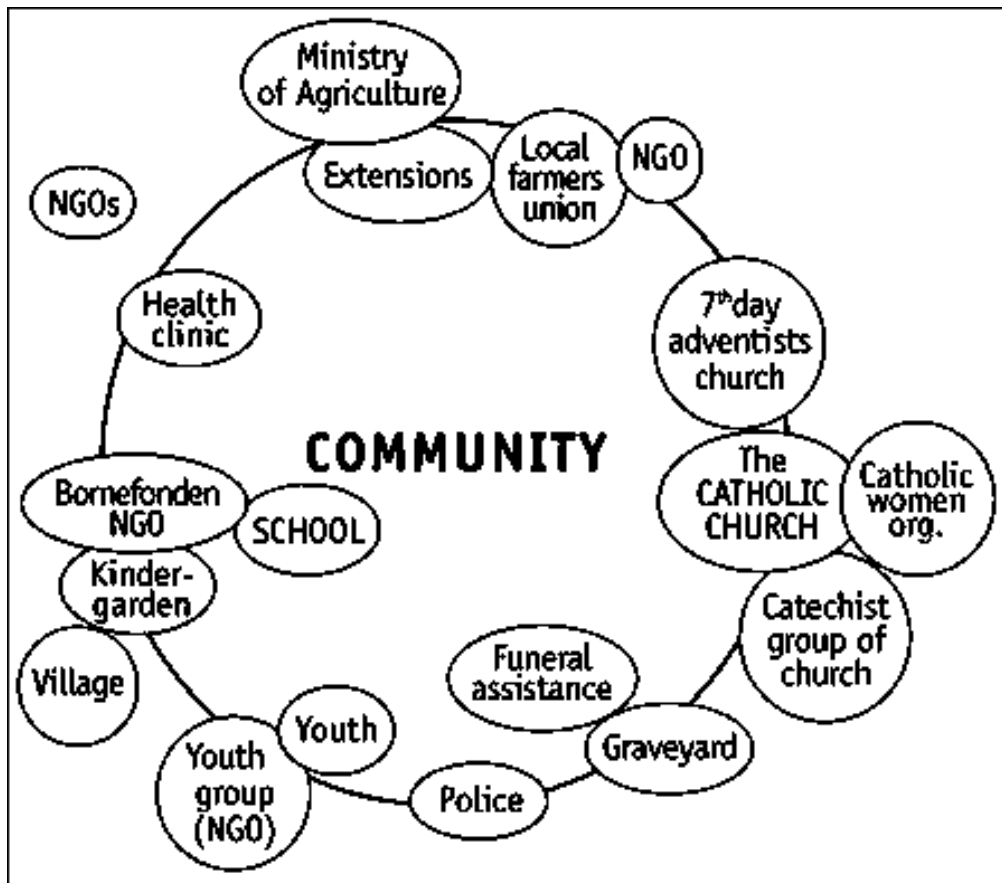 Ministry
of Agriculture
Extensions
Local
farmers
union
NGO
NGOs
Health
clinic
7th day
adventists
church
COMMUNITY
The
CATHOLIC
CHURCH
Catholic
women
org.
Bornefonden
NGO
SCHOOL
Kinder-
garden
Catechist
group of
church
Village
Funeral
assistance
Youth
Graveyard
Youth
group
(NGO)
Police